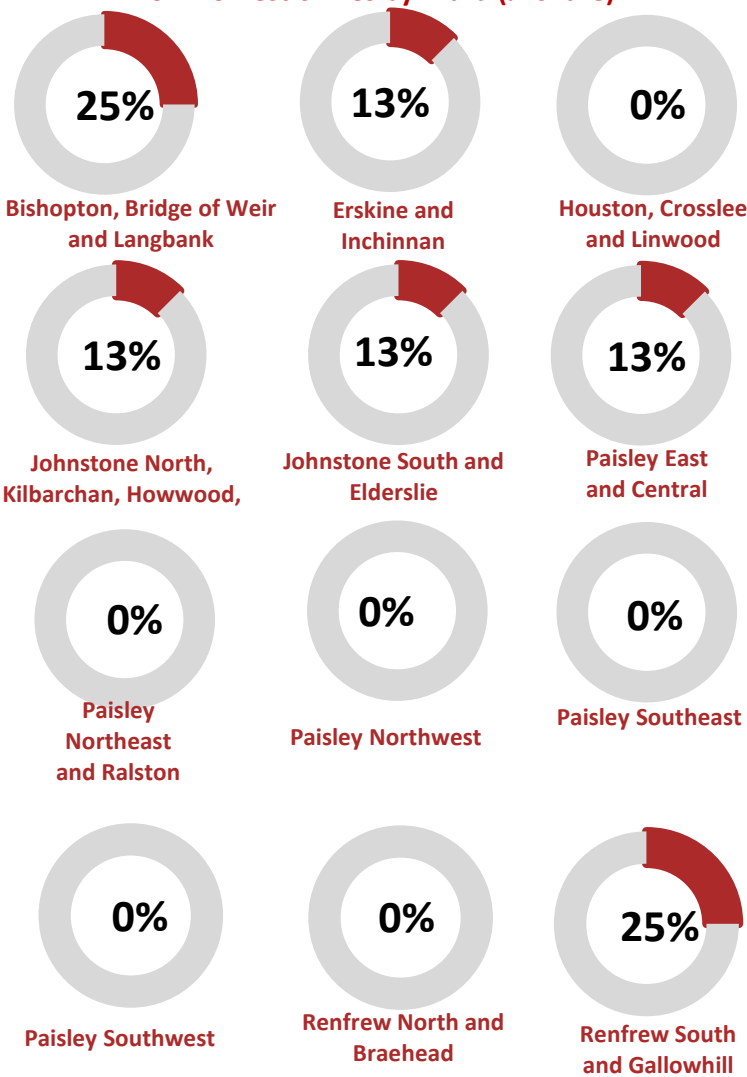 25%
13%
0%
Bishopton, Bridge of Weir
and Langbank
Erskine and
Inchinnan
Houston, Crosslee
and Linwood
13%
13%
13%
Johnstone North,
Kilbarchan, Howwood,
Johnstone South and
Elderslie
Paisley East
and Central
0%
0%
0%
Paisley
Northeast
and Ralston
Paisley Northwest
Paisley Southeast
0%
0%
25%
Paisley Southwest
Renfrew North and
Braehead
Renfrew South
and Gallowhill